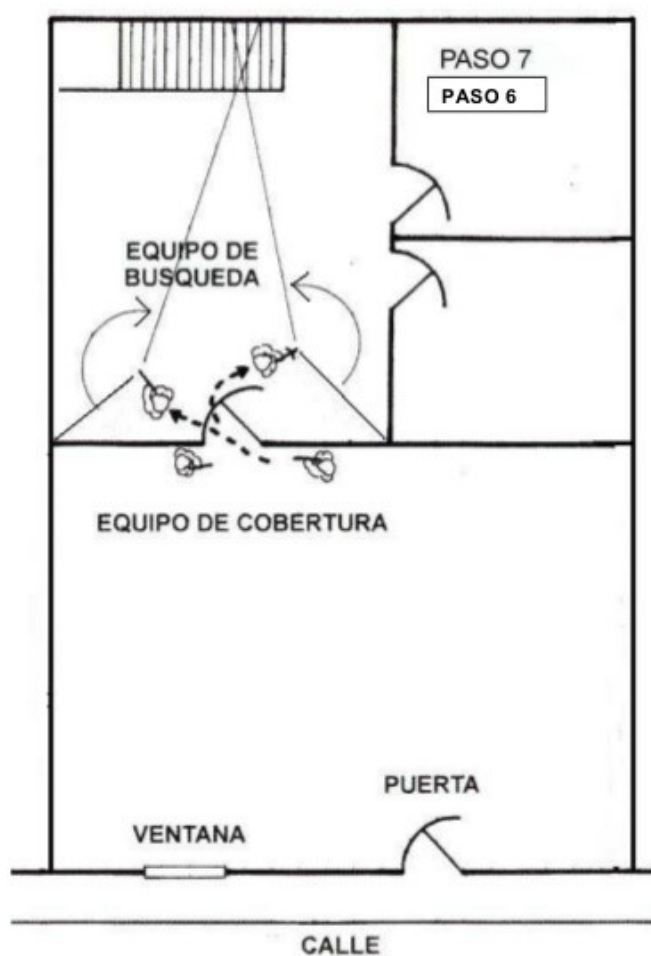 PASO 7
PASO 6
EQUIPO DE
BUSQUEDA
EQUIPO DE COBERTURA
PUERTA
VENTANA
CALLE